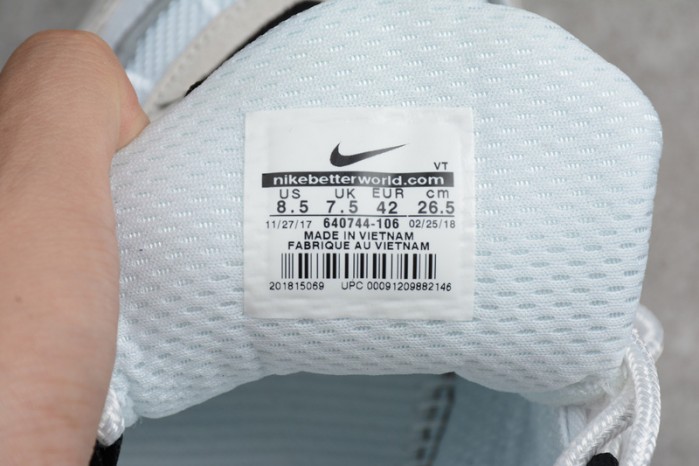 VT
nikebetterworld.com
US UK EUR cm
8.5 7.5 42 26.5
11/27/17 640744-106 02/25/18
MADE IN VIETNAM
FABRIQUE AU VIETNAM
201815069 UPC 00091209882146